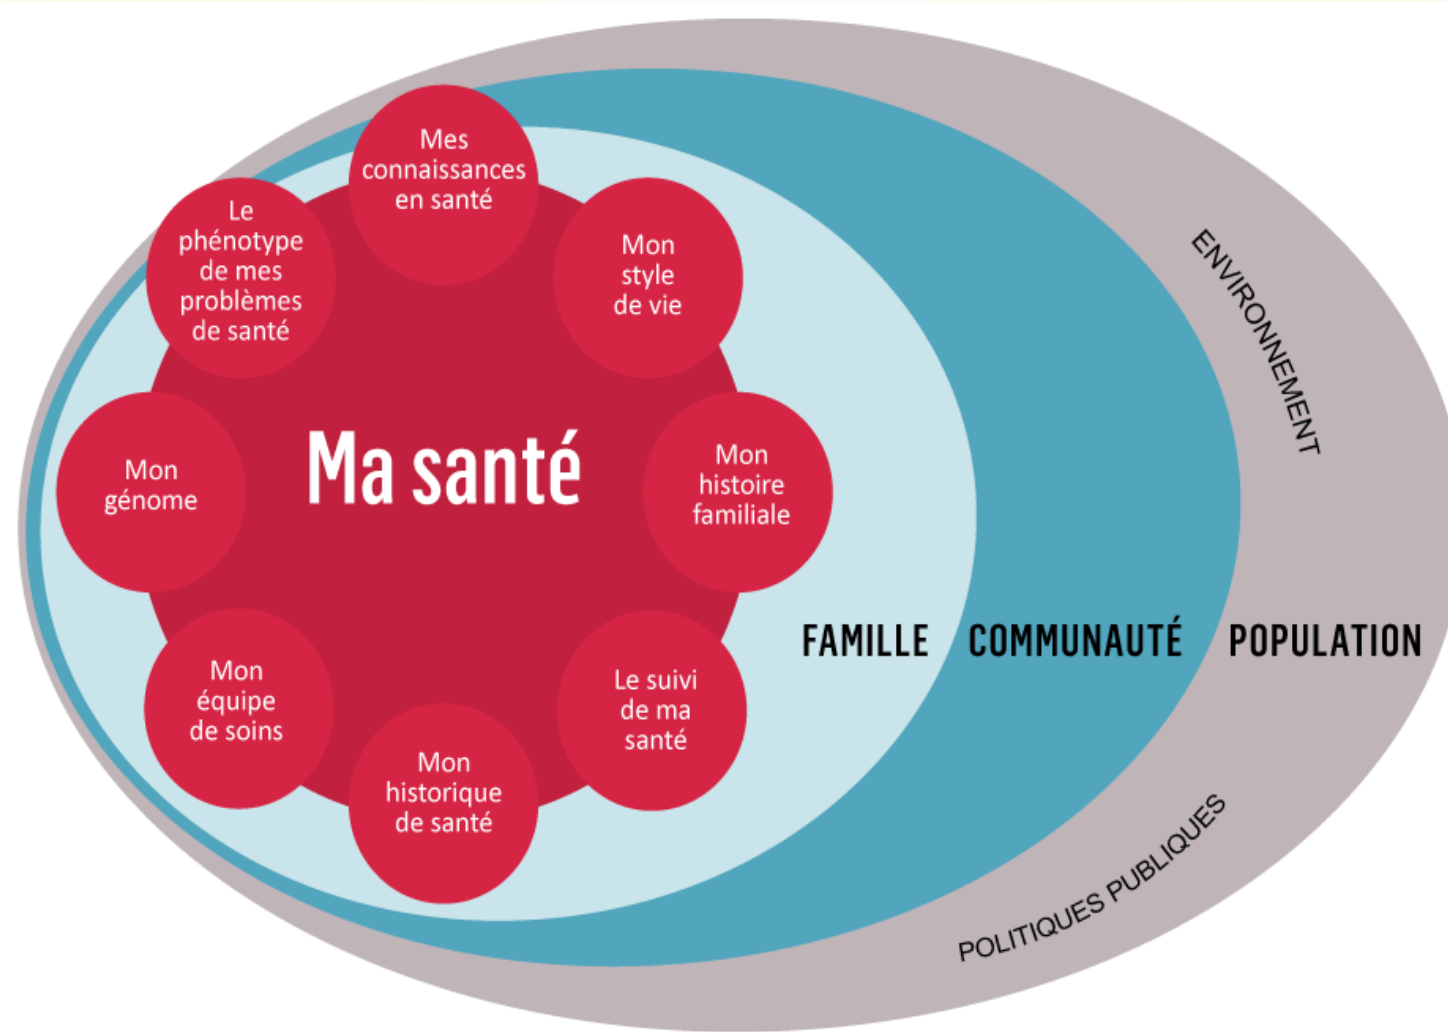 Mes
connaissances
en santé
Le
phénotype
de mes
problèmes
de santé
Mon
style
de vie
Ma santé
Mon
génome
Mon
histoire
familiale
Mon
équipe
de soins
Le suivi
de ma
santé
Mon
historique
de santé
FAMILLE
COMMUNAUTÉ
POPULATION
ENVIRONNEMENT
POLITIQUES PUBLIQUES